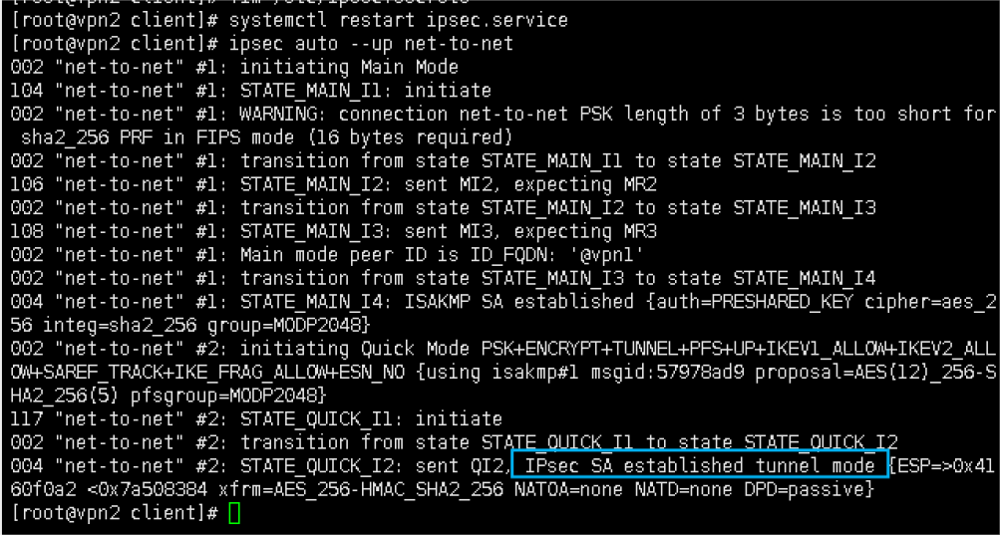 [root@vpn2 client]# systemctl restart ipsec.service
[root@vpn2 client]# ipsec auto --up net-to-net
002 "net-to-net" #1: initiating Main Mode
104 "net-to-net" #1: STATE_MAIN_I1: initiate
002 "net-to-net" #1: WARNING: connection net-to-net PSK length of 3 bytes is too short for
sha2_256 PRF in FIPS mode (16 bytes required)
002 "net-to-net" #1: transition from state STATE_MAIN_I1 to state STATE_MAIN_I2
106 "net-to-net" #1: STATE_MAIN_I2: sent MI2, expecting MR2
002 "net-to-net" #1: transition from state STATE_MAIN_I2 to state STATE_MAIN_I3
108 "net-to-net" #1: STATE_MAIN_I3: sent MI3, expecting MR3
002 "net-to-net" #1: Main mode peer ID is ID_FQDN: '@vpn1'
002 "net-to-net" #1: transition from state STATE_MAIN_I3 to state STATE_MAIN_I4
004 "net-to-net" #1: STATE_MAIN_I4: ISAKMP SA established {auth=PRESHARED_KEY cipher=aes_2
56 integ=sha2_256 group=MODP2048}
002 "net-to-net" #2: initiating Quick Mode PSK+ENCRYPT+TUNNEL+PFS+UP+IKEV1_ALLOW+IKEV2_ALL
OW+SAREF_TRACK+IKE_FRAG_ALLOW+ESN_NO {using isakmp#1 msgid:57978ad9 proposal=AES(12)_256-S
HA2_256(5) pfsgroup=MODP2048}
117 "net-to-net" #2: STATE_QUICK_I1: initiate
002 "net-to-net" #2: transition from state STATE_QUICK_I1 to state STATE_QUICK_I2
004 "net-to-net" #2: STATE_QUICK_I2: sent QI2, IPsec SA established tunnel mode {ESP=>0x41
60f0a2 <0x7a508384 xfrm=AES_256-HMAC_SHA2_256 NATOA=none NATD=none DPD=passive}
[root@vpn2 client]#